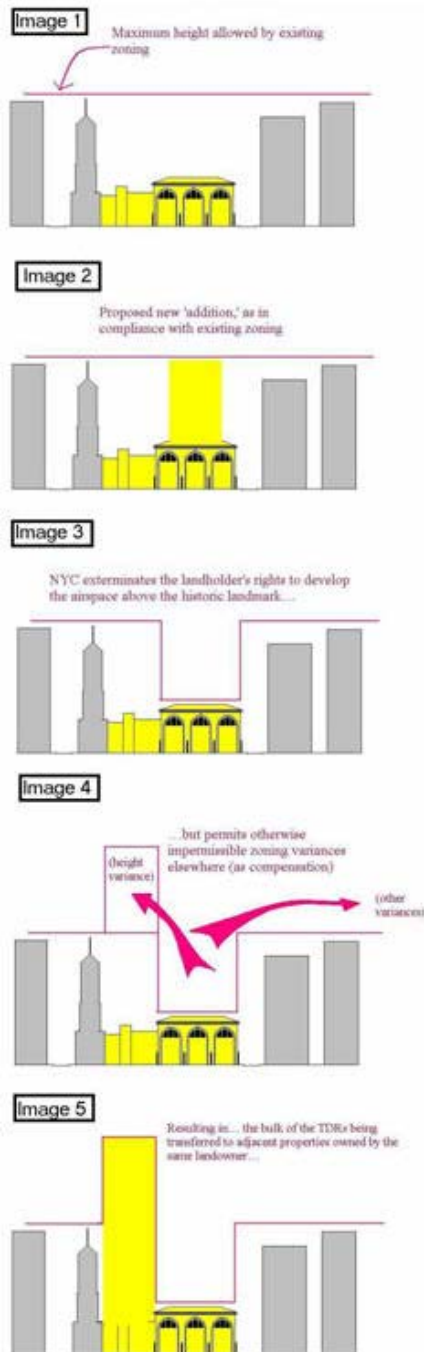 Image 1
Maximum height allowed by existing
zoning
Image 2
Proposed new 'addition,' as in
compliance with existing zoning
Image 3
NYC exterminates the landholder's rights to develop
the airspace above the historic landmark....
Image 4
...but permits otherwise
impermissible zoning variances
elsewhere (as compensation)
(height
variance)
(other
variances)
Image 5
Resulting in... the bulk of the TDRs being
transferred to adjacent properties owned by the
same landowner...